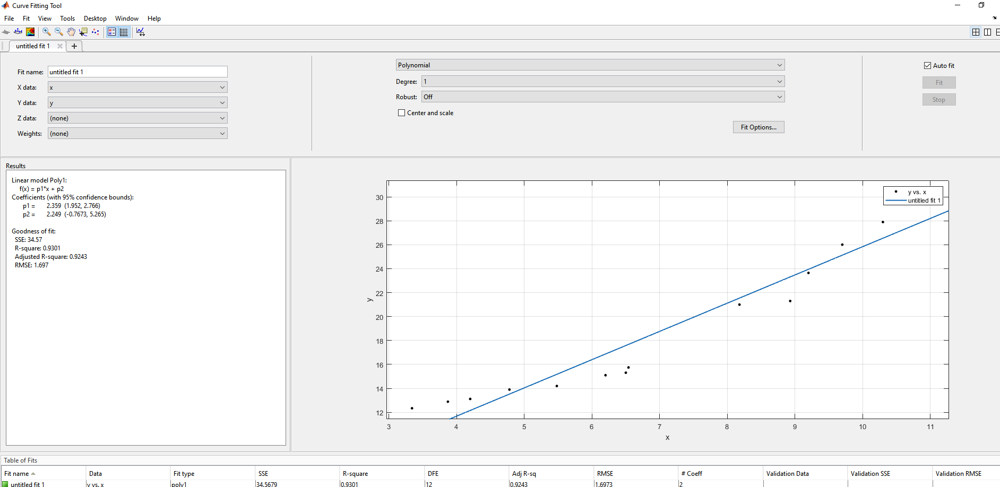 Curve Fitting Tool
File Fit View Tools Desktop Window Help
untitled fit 1
Fit name: untitled fit 1
X data: x
Y data: y
Z data: (none)
Weights: (none)
Polynomial
Degree: 1
Robust: Off
Center and scale
Fit Options...
Auto fit
Fit
Stop
Results
Linear model Poly1:
f(x) = p1*x + p2
Coefficients (with 95% confidence bounds):
p1 = 2.359 (1.952, 2.766)
p2 = 2.249 (-0.7673, 5.265)
Goodness of fit:
SSE: 34.57
R-square: 0.9301
Adjusted R-square: 0.9243
RMSE: 1.697
y vs. x
untitled fit 1
30
28
26
24
22
20
18
16
14
12
y
3 4 5 6 7 8 9 10 11
x
Table of Fits
Fit name Data Fit type SSE R-square DFE Adj R-sq RMSE # Coeff Validation Data Validation SSE Validation RMSE
untitled fit 1 y vs. x poly1 34.5679 0.9301 12 0.9243 1.6973 2